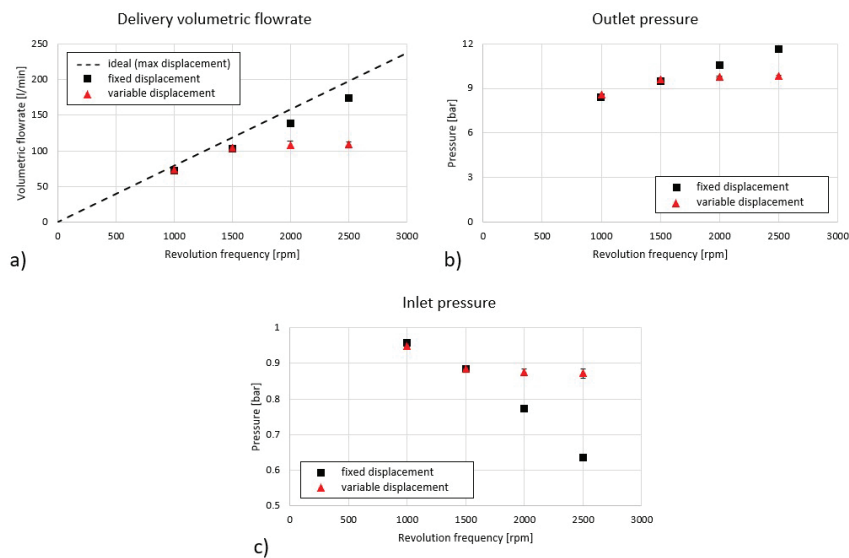 Delivery volumetric flowrate
250
200
150
100
50
0
Volumetric flowrate [l/min]
ideal (max displacement)
fixed displacement
variable displacement
0 500 1000 1500 2000 2500 3000
Revolution frequency [rpm]
a)
Outlet pressure
12
9
6
3
0
Pressure [bar]
fixed displacement
variable displacement
0 500 1000 1500 2000 2500 3000
Revolution frequency [rpm]
b)
Inlet pressure
1
0.9
0.8
0.7
0.6
0.5
Pressure [bar]
fixed displacement
variable displacement
0 500 1000 1500 2000 2500 3000
Revolution frequency [rpm]
c)